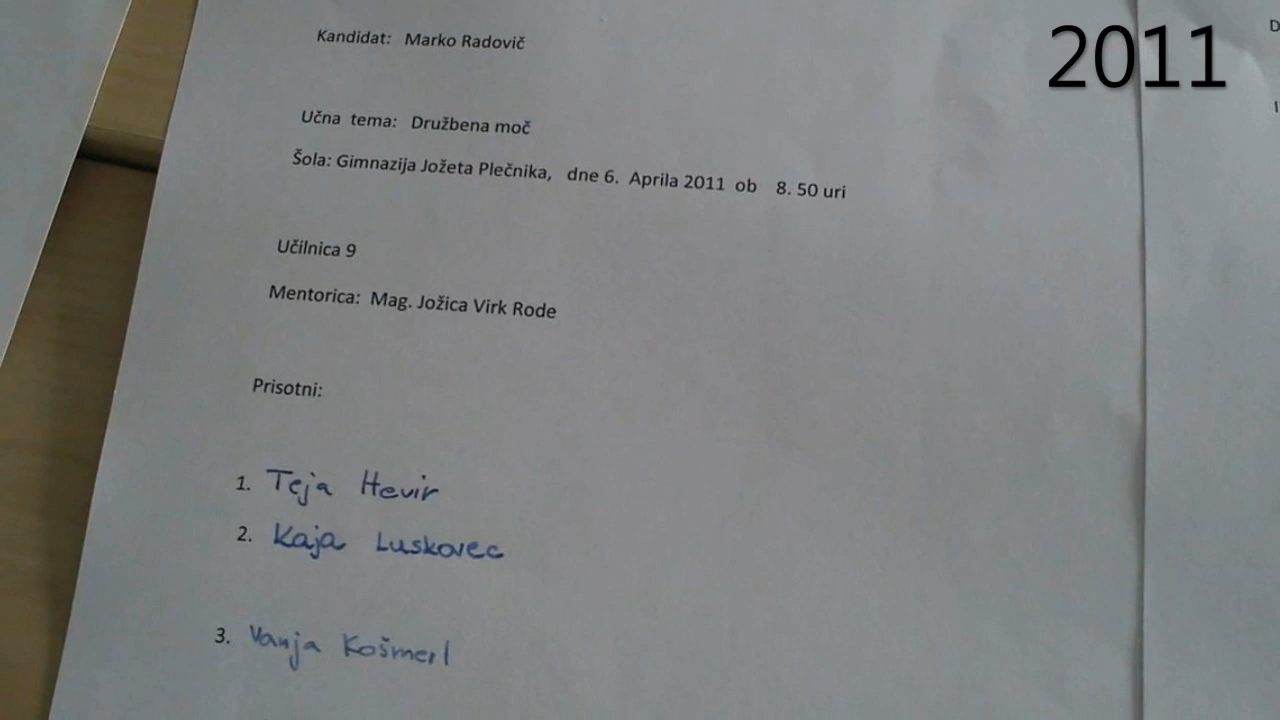 2011
Kandidat: Marko Radovič
Učna tema: Družbena moč
Šola: Gimnazija Jožeta Plečnika, dne 6. Aprila 2011 ob 8. 50 uri
Učilnica 9
Mentorica: Mag. Jožica Virk Rode
Prisotni:
1. Teja Hevir
2. Kaja Luskovec
3. Vanja Košmerl